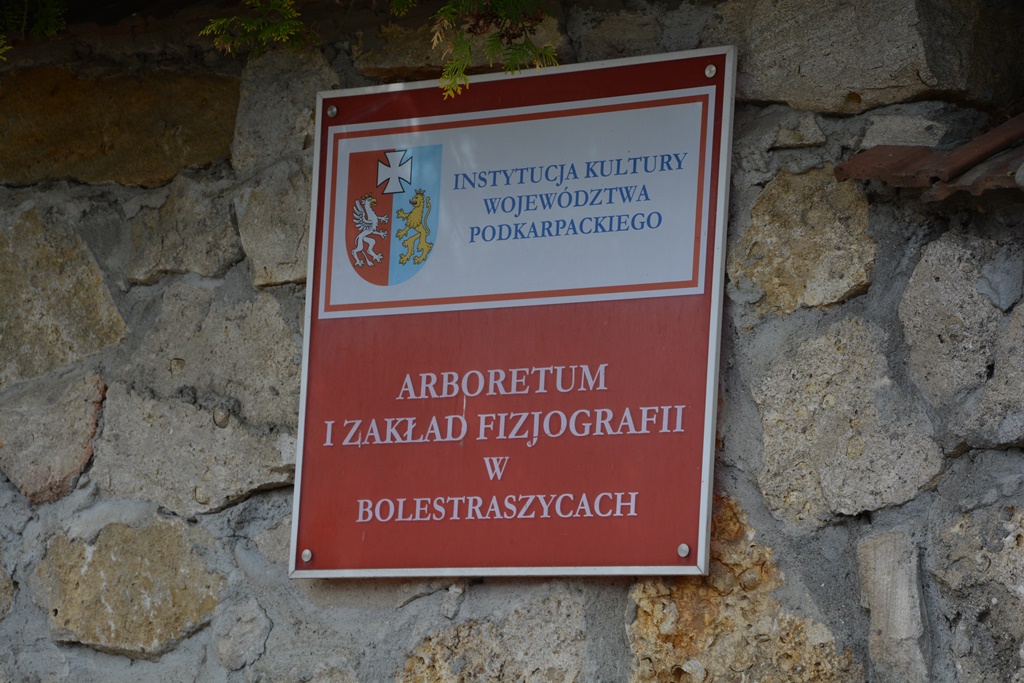 INSTYTUCJA KULTURY
WOJEWÓDZTWA
PODKARPACKIEGO
ARBORETUM
I ZAKŁAD FIZJOGRAFII
W
BOLESTRASZYCACH